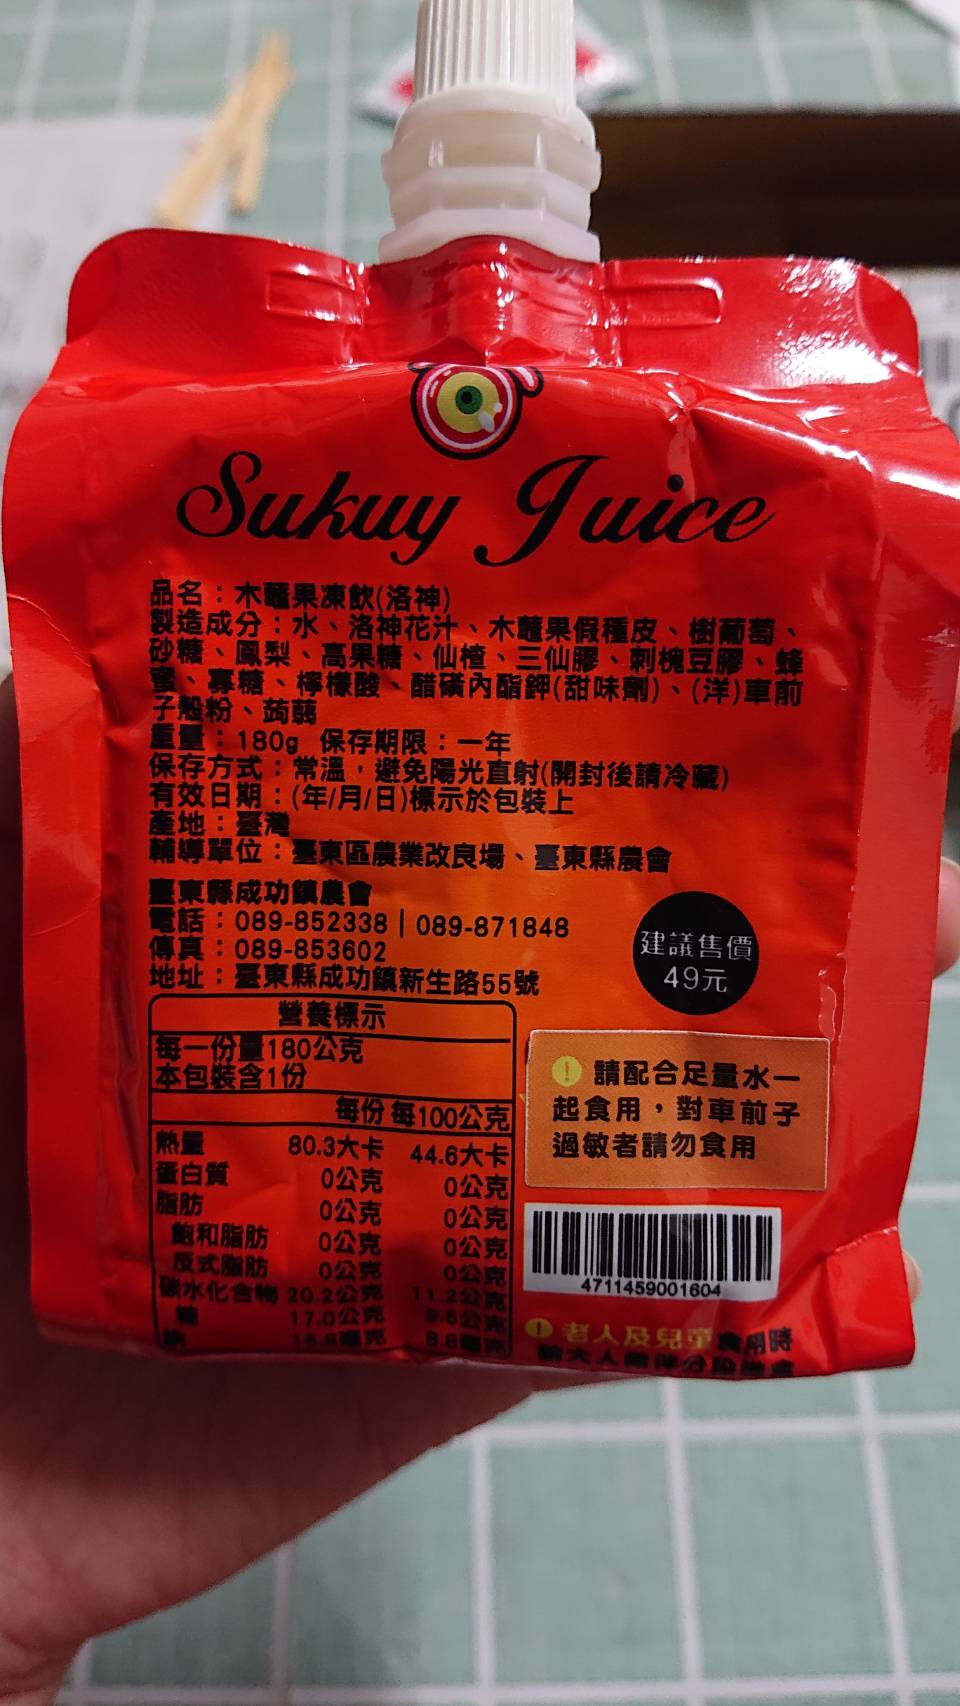 Sukuy Juice
品名：木虌果凍飲(洛神)
製造成分：水、洛神花汁、木虌果假種皮、樹葡萄、
砂糖、鳳梨、高果糖、仙楂、三仙膠、刺槐豆膠、蜂
蜜、寡糖、檸檬酸、醋磺內酯鉀(甜味劑)、(洋)車前
子殼粉、蒟蒻
重量：180g 保存期限：一年
保存方式：常溫，避免陽光直射(開封後請冷藏)
有效日期：(年/月/日)標示於包裝上
產地：臺灣
輔導單位：臺東區農業改良場、臺東縣農會
臺東縣成功鎮農會
電話：089-852338｜089-871848
傳真：089-853602
地址：臺東縣成功鎮新生路55號
建議售價
49元
營養標示
每一份量180公克
本包裝含1份
每份 每100公克
熱量 80.3大卡 44.6大卡
蛋白質 0公克 0公克
脂肪 0公克 0公克
飽和脂肪 0公克 0公克
反式脂肪 0公克 0公克
碳水化合物 20.2公克 11.2公克
糖 17.0公克 9.5公克
鈉 毫克 毫克
! 請配合足量水一
起食用，對車前子
過敏者請勿食用
4711459001604
! 老人及兒童食用時